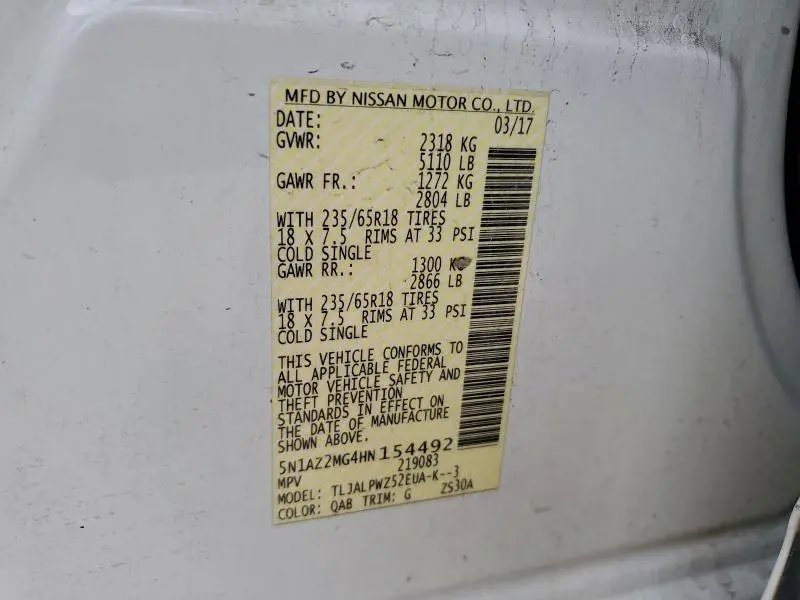 MFD BY NISSAN MOTOR CO., LTD.
DATE: 03/17
GVWR: 2318 KG
5110 LB
GAWR FR.: 1272 KG
2804 LB
WITH 235/65R18 TIRES
18 X 7.5 RIMS AT 33 PSI
COLD SINGLE
GAWR RR.: 1300 KG
2866 LB
WITH 235/65R18 TIRES
18 X 7.5 RIMS AT 33 PSI
COLD SINGLE
THIS VEHICLE CONFORMS TO
ALL APPLICABLE FEDERAL
MOTOR VEHICLE SAFETY AND
THEFT PREVENTION
STANDARDS IN EFFECT ON
THE DATE OF MANUFACTURE
SHOWN ABOVE.
5N1AZ2MG4HN154492
MPV 219083
MODEL: TLJALPWZ52EUA-K--3
COLOR: QAB TRIM: G ZS30A